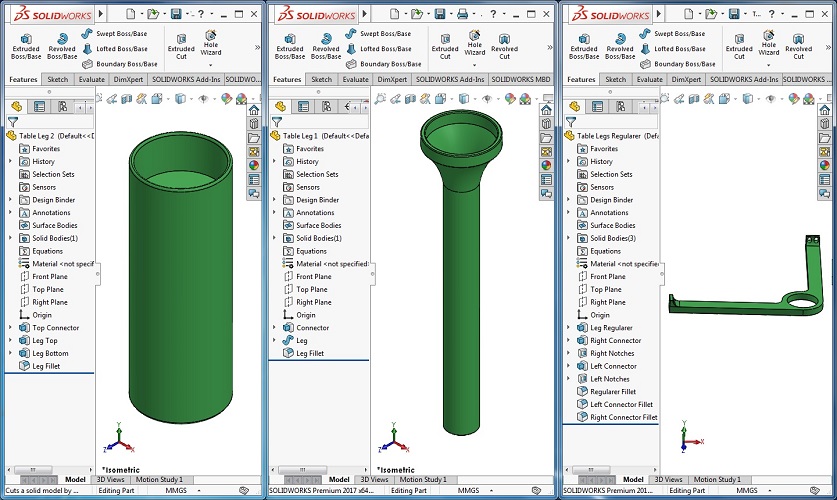 SOLIDWORKS
Extruded Boss/Base
Revolved Boss/Base
Swept Boss/Base
Lofted Boss/Base
Boundary Boss/Base
Extruded Cut
Hole Wizard
Features Sketch Evaluate DimXpert SOLIDWORKS Add-Ins SOLIDWO...
Table Leg 2 (Default<<D
Favorites
History
Selection Sets
Sensors
Design Binder
Annotations
Surface Bodies
Solid Bodies(1)
Equations
Material <not specif
Front Plane
Top Plane
Right Plane
Origin
Top Connector
Leg Top
Leg Bottom
Leg Fillet
Y
Z
X
Model 3D Views Motion Study 1
Cuts a solid model by ... Editing Part MMGS
SOLIDWORKS
Extruded Boss/Base
Revolved Boss/Base
Swept Boss/Base
Lofted Boss/Base
Boundary Boss/Base
Extruded Cut
Hole Wizard
Revolved Cut
Features Sketch Evaluate DimXpert SOLIDWORKS Add-Ins SOLIDWORKS MBD
Table Leg 1 (Default<<Def
Favorites
History
Selection Sets
Sensors
Design Binder
Annotations
Surface Bodies
Solid Bodies(1)
Equations
Material <not specified
Front Plane
Top Plane
Right Plane
Origin
Connector
Leg
Leg Fillet
Y
Z
X
*Isometric
*Isometric
Model 3D Views Motion Study 1
SOLIDWORKS Premium 2017 x64... Editing Part MMGS
SOLIDWORKS
T...
Extruded Boss/Base
Revolved Boss/Base
Swept Boss/Base
Lofted Boss/Base
Boundary Boss/Base
Extruded Cut
Hole Wizard
Revolved Cut
Features Sketch Evaluate DimXpert SOLIDWORKS Add-Ins SOLIDWORKS ...
Table Legs Regularer (Defa
Favorites
History
Selection Sets
Sensors
Design Binder
Annotations
Surface Bodies
Solid Bodies(3)
Equations
Material <not specified
Front Plane
Top Plane
Right Plane
Origin
Leg Regularer
Right Connector
Right Notches
Left Connector
Left Notches
Regularer Fillet
Left Connector Fillet
Right Connector Fillet
Y
X
Model 3D Views Motion Study 1
SOLIDWORKS Premium 201... Editing Part MMGS